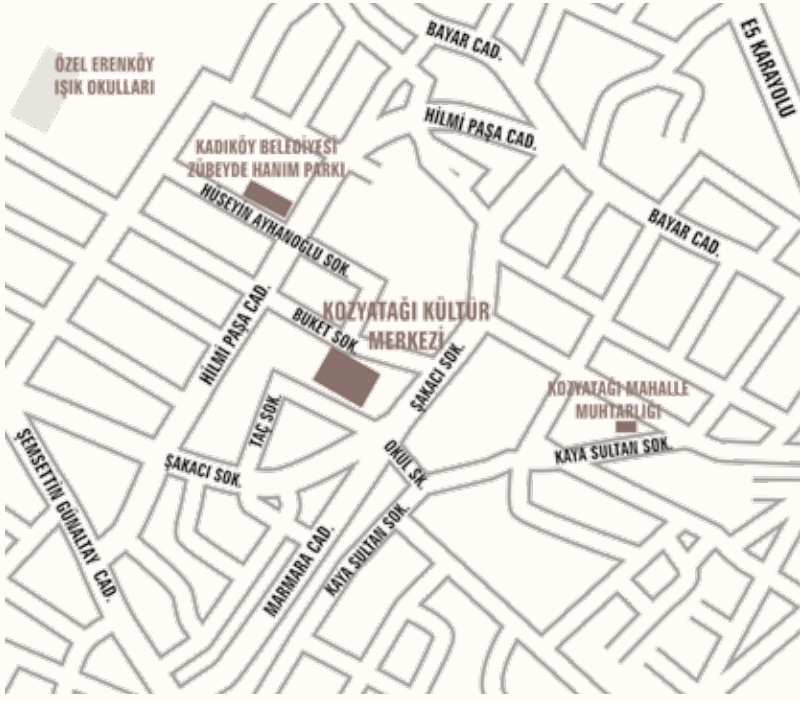 BAYAR CAD.
E5 KARAYOLU
ÖZEL ERENKÖY
IŞIK OKULLARI
HİLMİ PAŞA CAD.
KADIKÖY BELEDİYESİ
ZÜBEYDE HANIM PARKI
HÜSEYİN AYHANOĞLU SOK.
BAYAR CAD.
HİLMİ PAŞA CAD.
KOZYATAĞI KÜLTÜR
MERKEZİ
BUKET SOK.
ŞAKACI SOK.
KOZYATAĞI MAHALLE
MUHTARLIĞI
TAÇ SOK.
KAYA SULTAN SOK.
OKUL SK.
ŞAKACI SOK.
ŞEMSETTİN GÜNALTAY CAD.
MARMARA CAD.
KAYA SULTAN SOK.